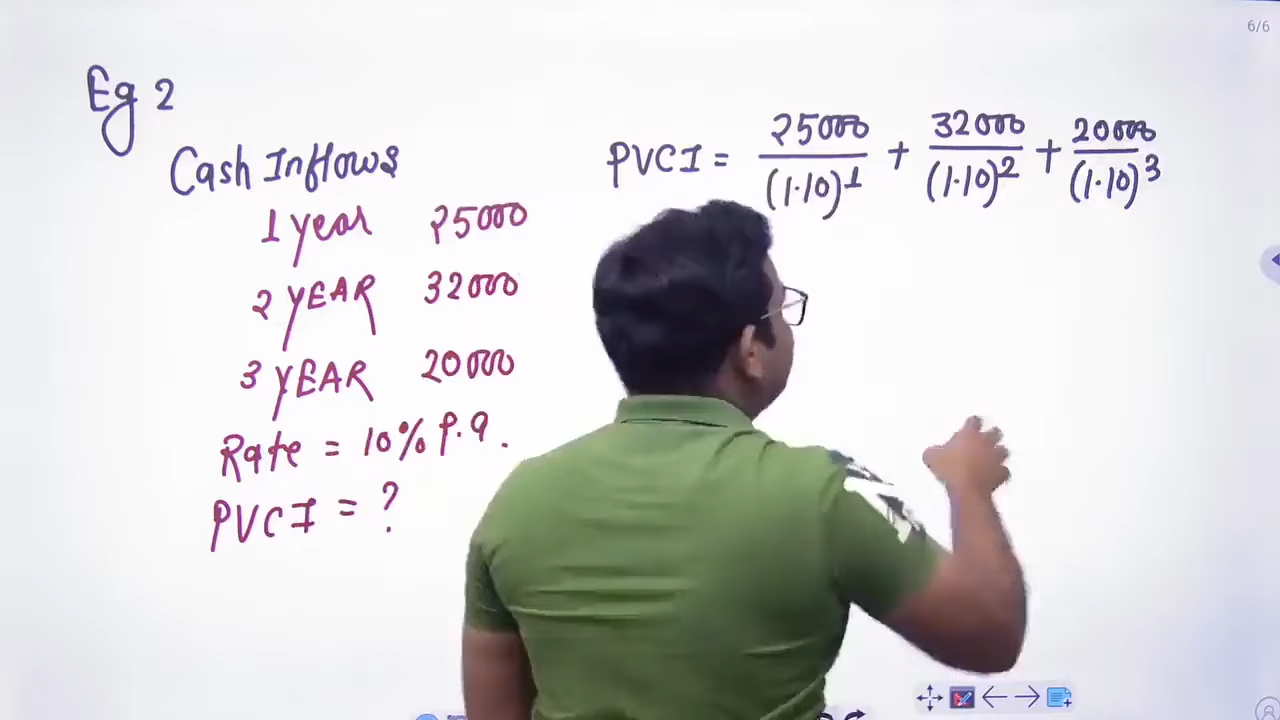 6/6
Eg 2
Cash Inflows
1 year 25000
2 YEAR 32000
3 YEAR 20000
Rate = 10% P.a.
PVCI = ?
PVCI = 25000/(1.10)^1 + 32000/(1.10)^2 + 20000/(1.10)^3